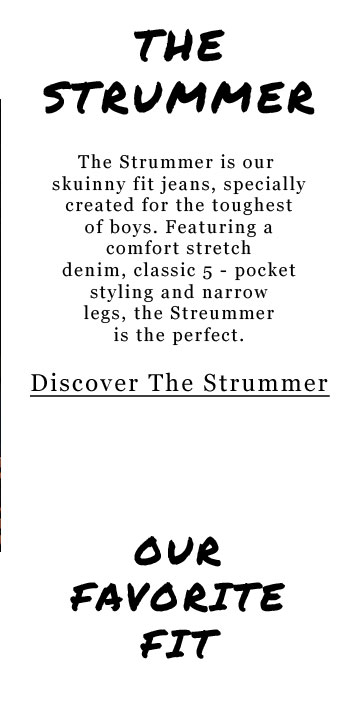 THE
STRUMMER
The Strummer is our
skuinny fit jeans, specially
created for the toughest
of boys. Featuring a
comfort stretch
denim, classic 5 - pocket
styling and narrow
legs, the Streummer
is the perfect.
Discover The Strummer
OUR
FAVORITE
FIT